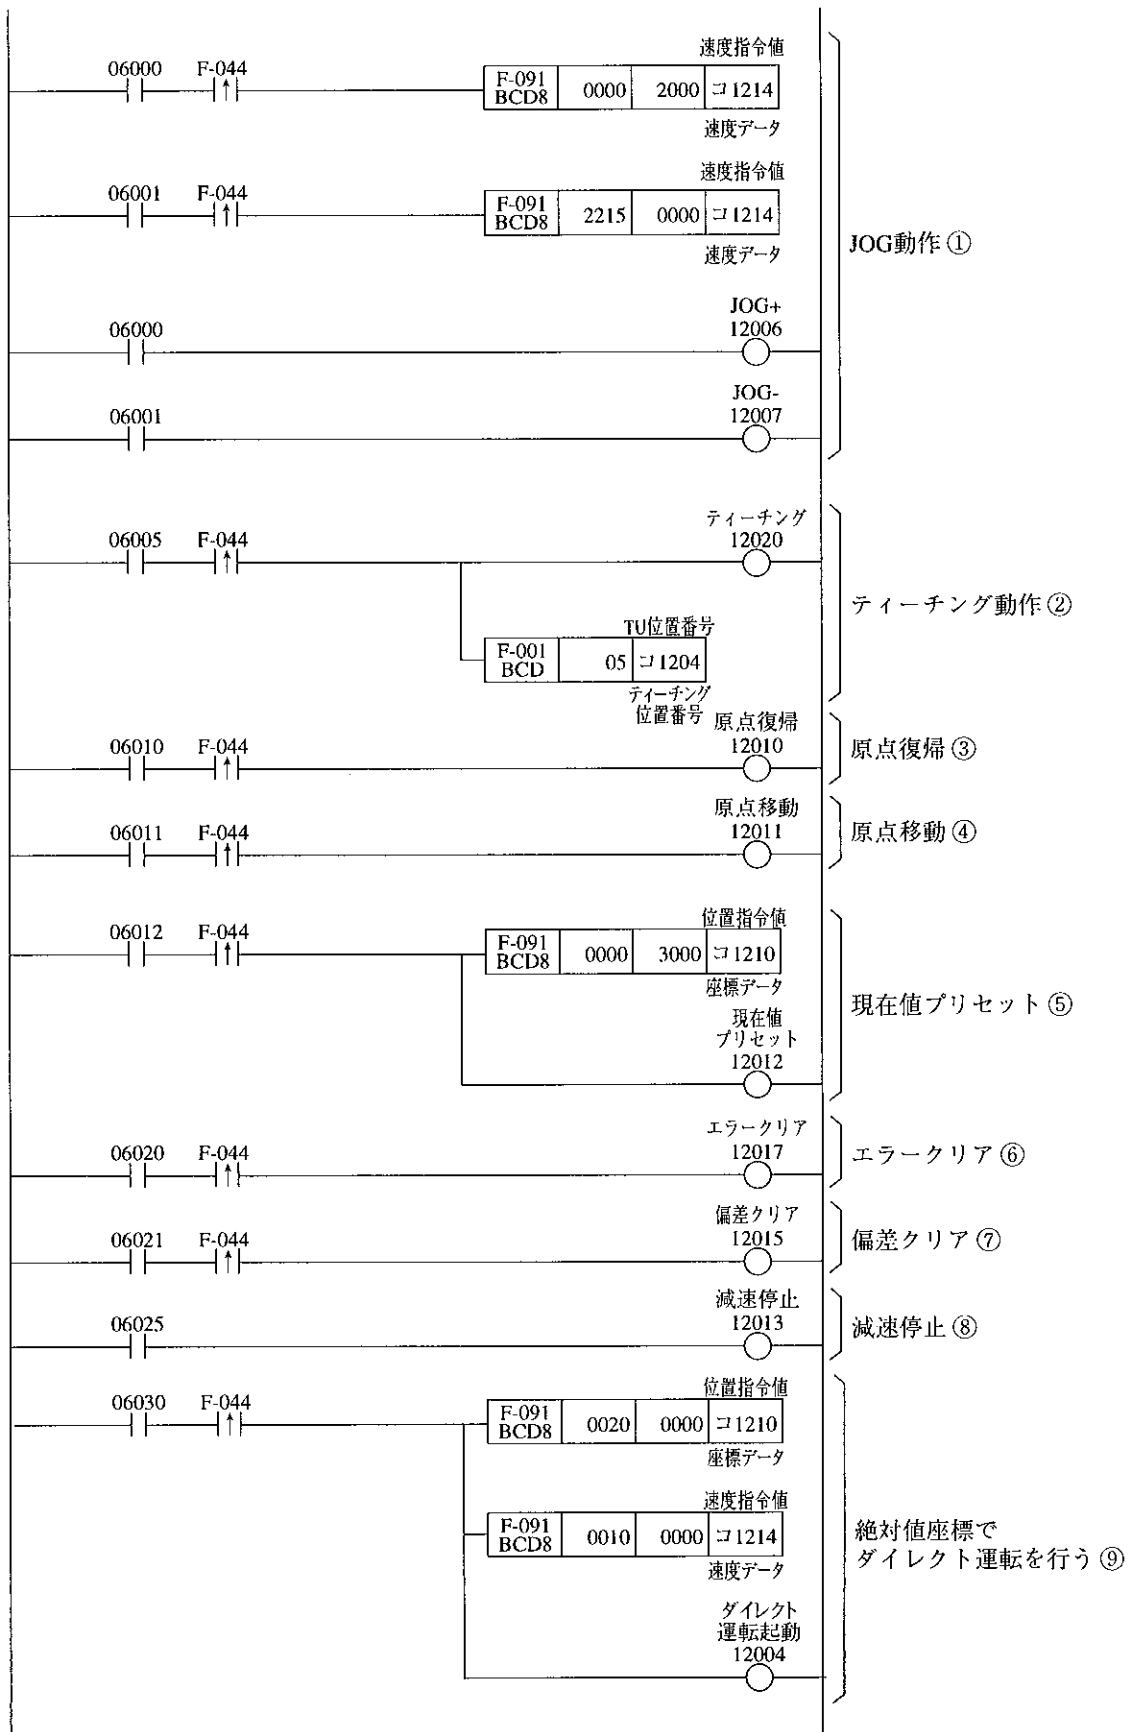 速度指令値
06000 F-044
F-091 BCD8 0000 2000 コ1214
速度データ
速度指令値
06001 F-044
F-091 BCD8 2215 0000 コ1214
速度データ
JOG動作①
JOG+
06000 12006
JOG-
06001 12007
ティーチング
06005 F-044 12020
ティーチング動作②
TU位置番号
F-001 BCD 05 コ1204
ティーチング
位置番号
原点復帰
06010 F-044 12010
原点復帰③
原点移動
06011 F-044 12011
原点移動④
位置指令値
06012 F-044
F-091 BCD8 0000 3000 コ1210
座標データ
現在値プリセット⑤
現在値
プリセット
12012
エラークリア
06020 F-044 12017
エラークリア⑥
偏差クリア
06021 F-044 12015
偏差クリア⑦
減速停止
06025 12013
減速停止⑧
位置指令値
06030 F-044
F-091 BCD8 0020 0000 コ1210
座標データ
速度指令値
F-091 BCD8 0010 0000 コ1214
速度データ
絶対値座標で
ダイレクト運転を行う⑨
ダイレクト
運転起動
12004